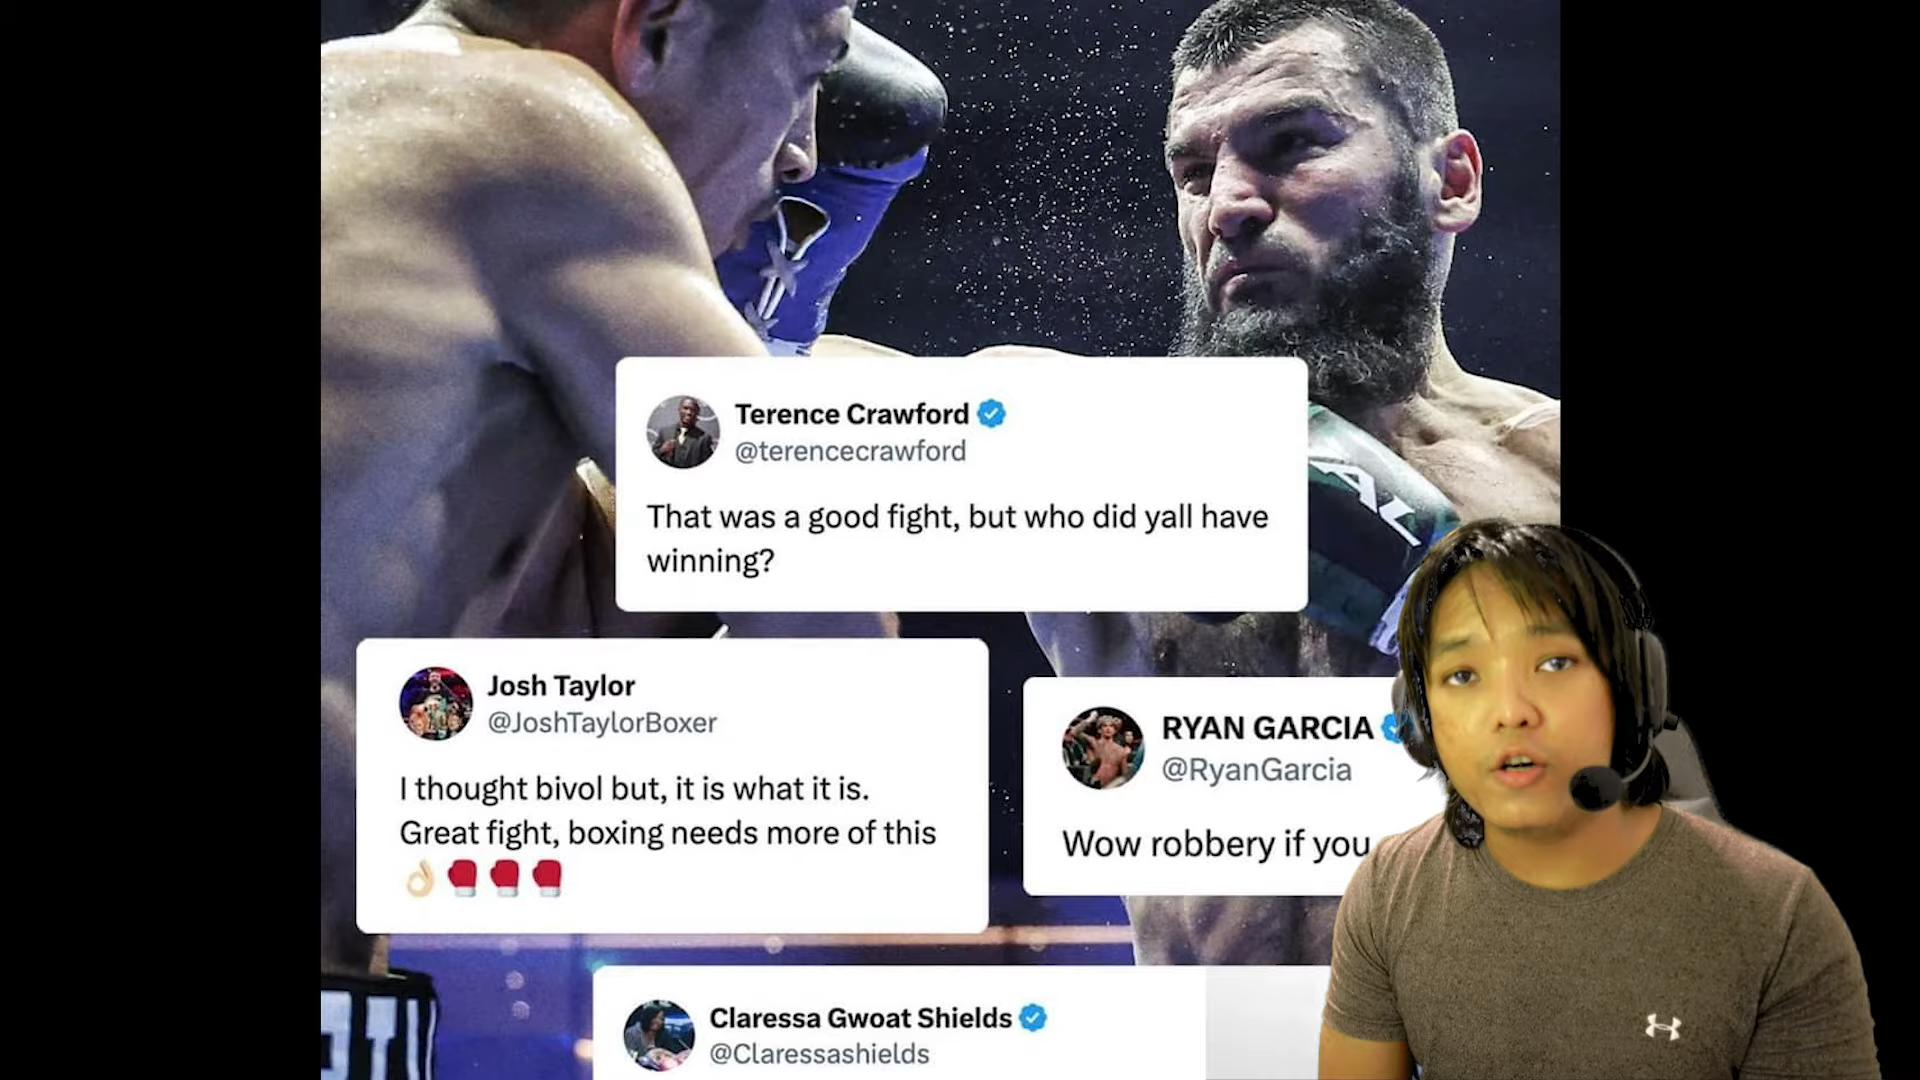 Terence Crawford
@terencecrawford
That was a good fight, but who did yall have
winning?
Josh Taylor
@JoshTaylorBoxer
I thought bivol but, it is what it is.
Great fight, boxing needs more of this
👌🏼🥊🥊🥊
RYAN GARCIA
@RyanGarcia
Wow robbery if you
Claressa Gwoat Shields
@Claressashields